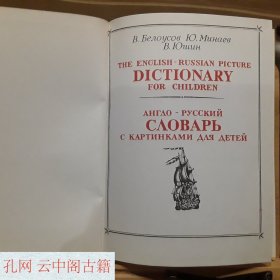 В. Белоусов Ю. Минаев
В. Юшин
THE ENGLISH-RUSSIAN PICTURE
DICTIONARY
FOR CHILDREN
АНГЛО-РУССКИЙ
СЛОВАРЬ
С КАРТИНКАМИ ДЛЯ ДЕТЕЙ
孔网 云中阁古籍